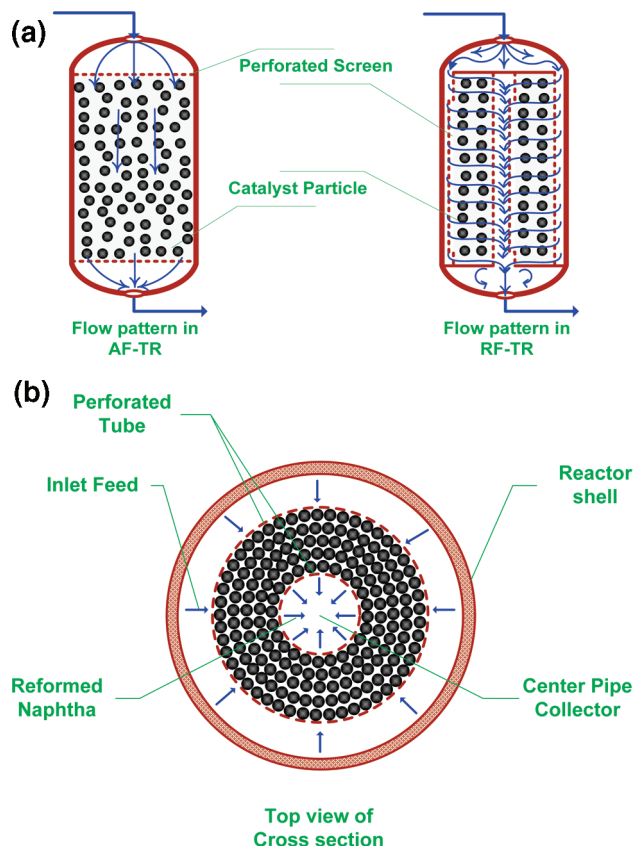 (a)
Perforated Screen
Catalyst Particle
Flow pattern in
AF-TR
Flow pattern in
RF-TR
(b)
Perforated
Tube
Inlet Feed
Reactor
shell
Reformed
Naphtha
Center Pipe
Collector
Top view of
Cross section